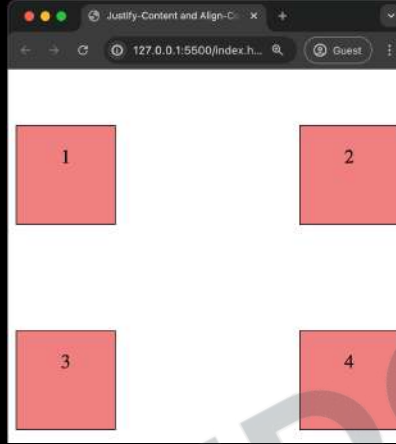 Justify-Content and Align-Co
127.0.0.1:5500/index.h...
Guest
1
2
3
4